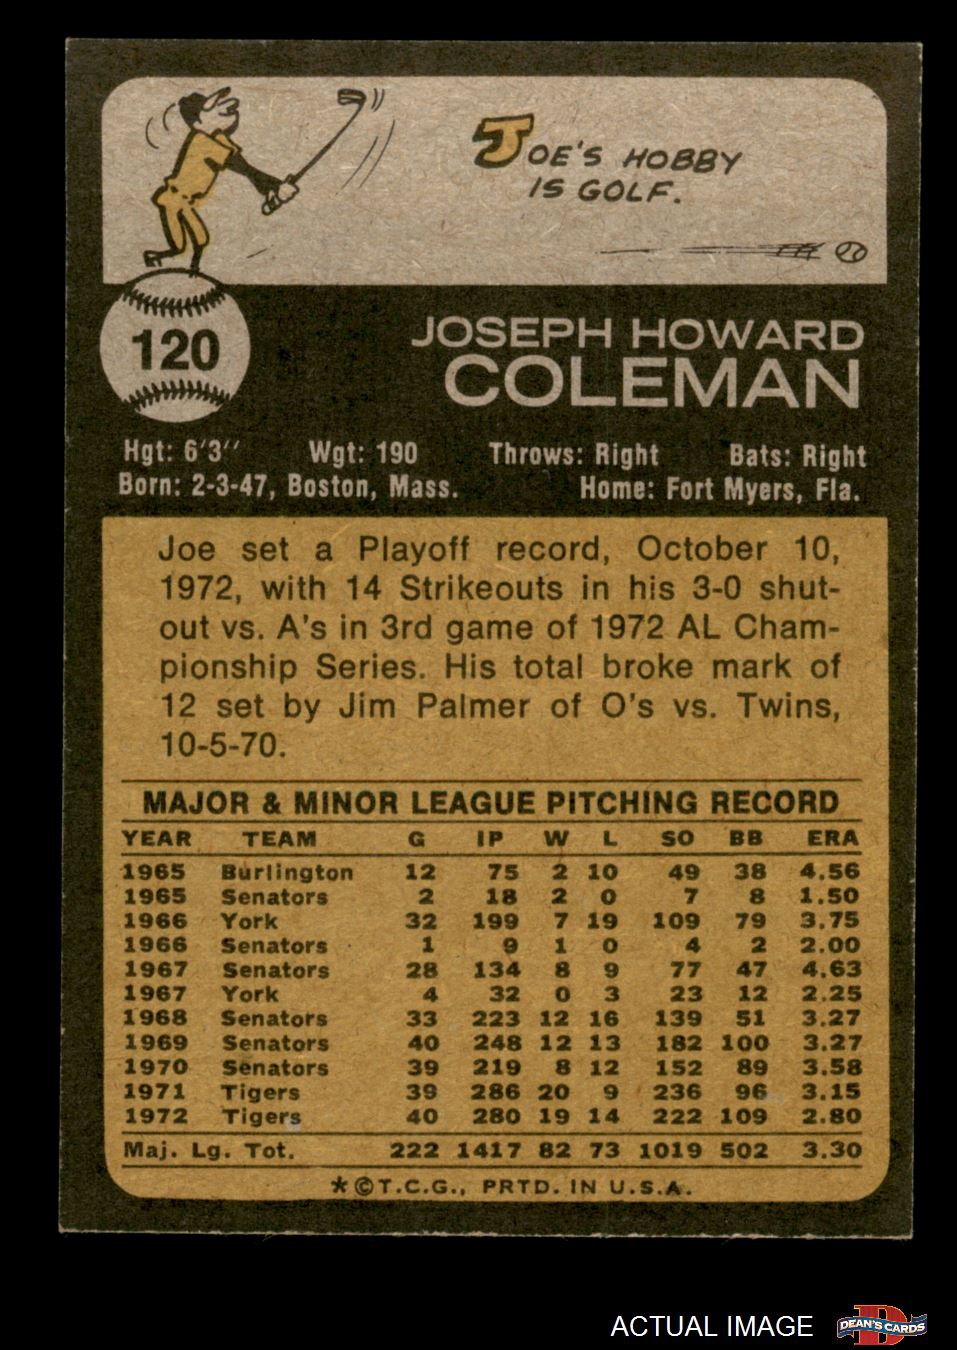 JOE'S HOBBY
IS GOLF.
120
JOSEPH HOWARD
COLEMAN
Hgt: 6'3'' Wgt: 190 Throws: Right Bats: Right
Born: 2-3-47, Boston, Mass. Home: Fort Myers, Fla.
Joe set a Playoff record, October 10,
1972, with 14 Strikeouts in his 3-0 shut-
out vs. A's in 3rd game of 1972 AL Cham-
pionship Series. His total broke mark of
12 set by Jim Palmer of O's vs. Twins,
10-5-70.
MAJOR & MINOR LEAGUE PITCHING RECORD
YEAR TEAM G IP W L SO BB ERA
1965 Burlington 12 75 2 10 49 38 4.56
1965 Senators 2 18 2 0 7 8 1.50
1966 York 32 199 7 19 109 79 3.75
1966 Senators 1 9 1 0 4 2 2.00
1967 Senators 28 134 8 9 77 47 4.63
1967 York 4 32 0 3 23 12 2.25
1968 Senators 33 223 12 16 139 51 3.27
1969 Senators 40 248 12 13 182 100 3.27
1970 Senators 39 219 8 12 152 89 3.58
1971 Tigers 39 286 20 9 236 96 3.15
1972 Tigers 40 280 19 14 222 109 2.80
Maj. Lg. Tot. 222 1417 82 73 1019 502 3.30
*©T.C.G., PRTD. IN U.S.A.
ACTUAL IMAGE
D
DEAN'S CARDS